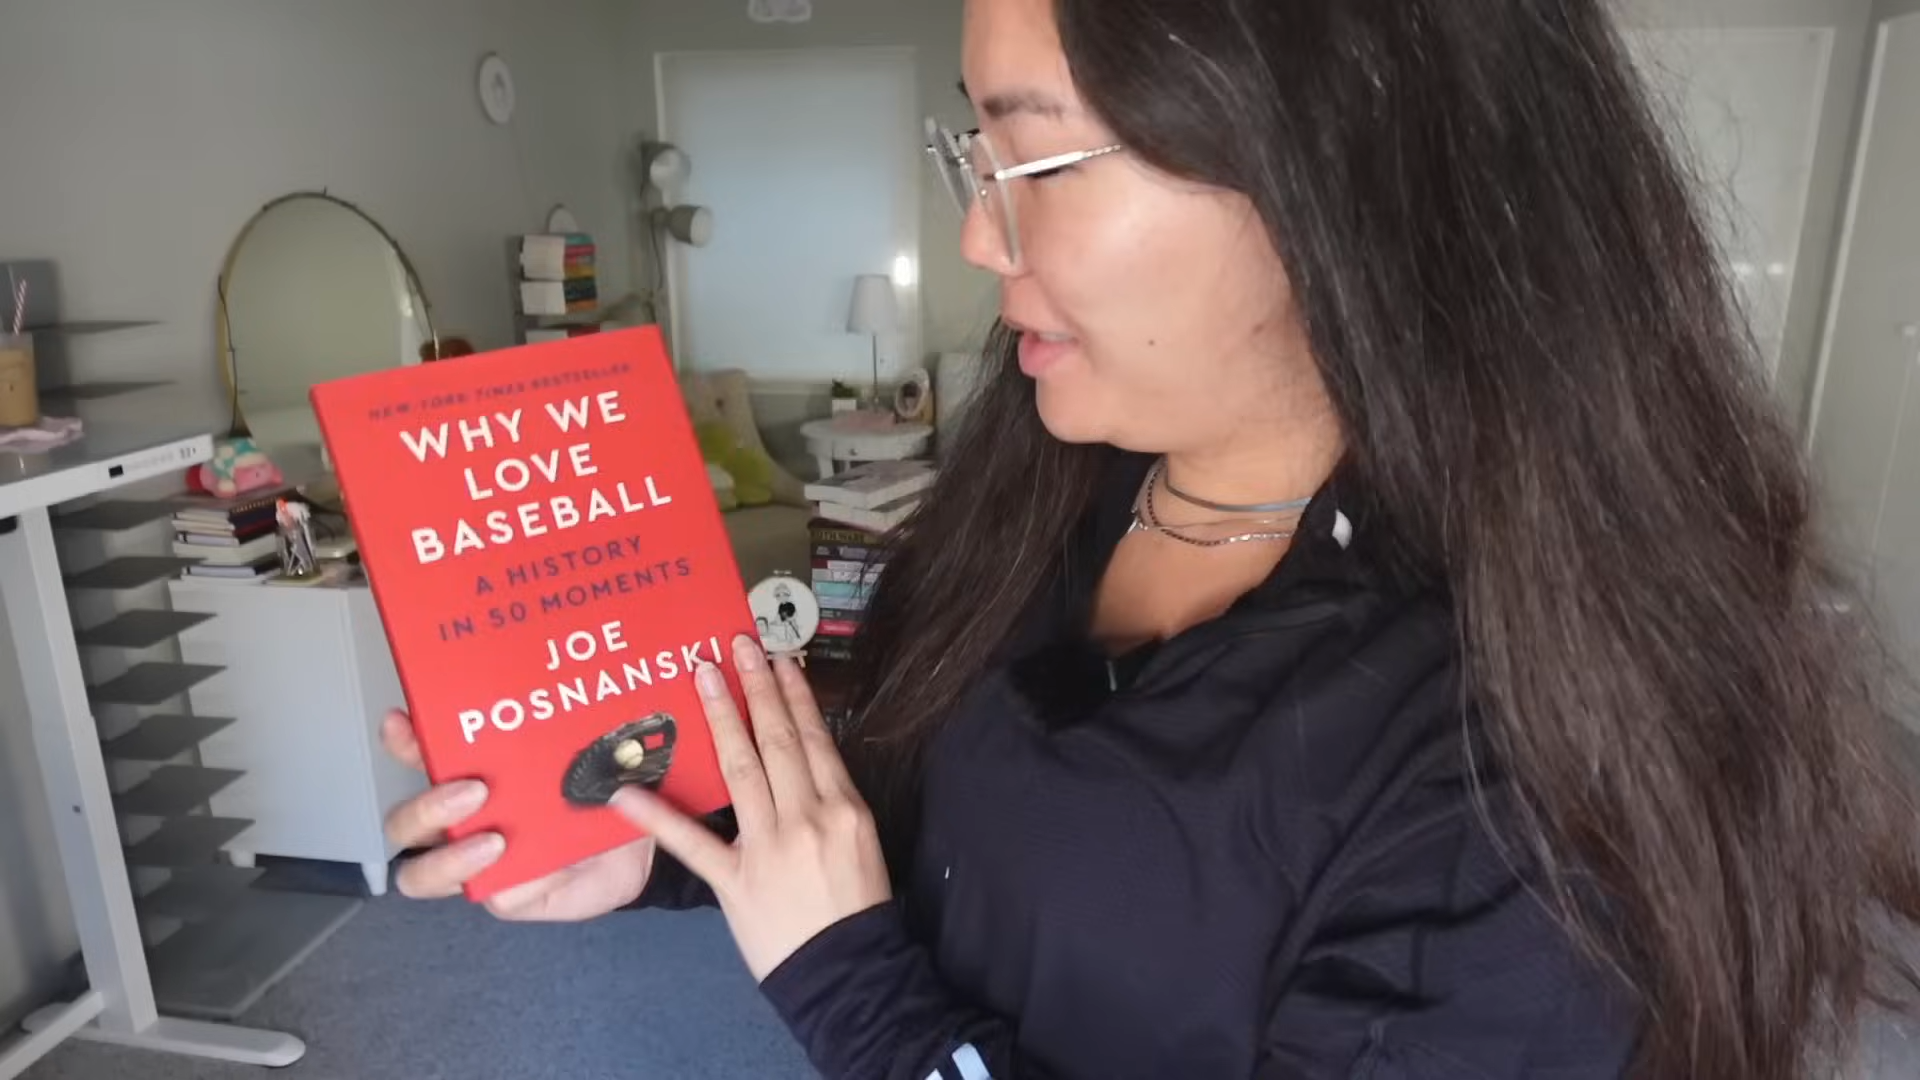 NEW YORK TIMES BESTSELLER
WHY WE
LOVE
BASEBALL
A HISTORY
IN 50 MOMENTS
JOE
POSNANSKI